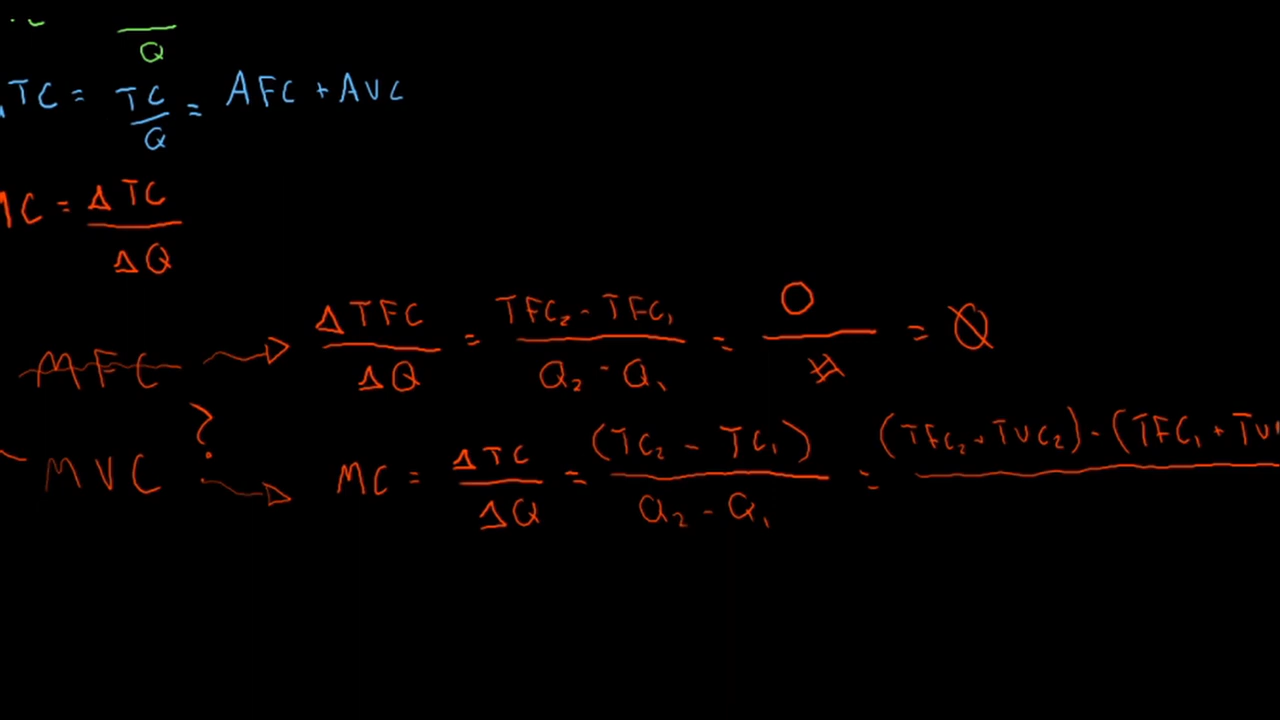 Q
TC = TC/Q = AFC + AVC
MC = ΔTC/ΔQ
MFC → ΔTFC/ΔQ = (TFC₂ - TFC₁)/(Q₂ - Q₁) = 0/# = 0
?
MVC → MC = ΔTC/ΔQ = (TC₂ - TC₁)/(Q₂ - Q₁) = (TFC₂ + TVC₂) - (TFC₁ + TV